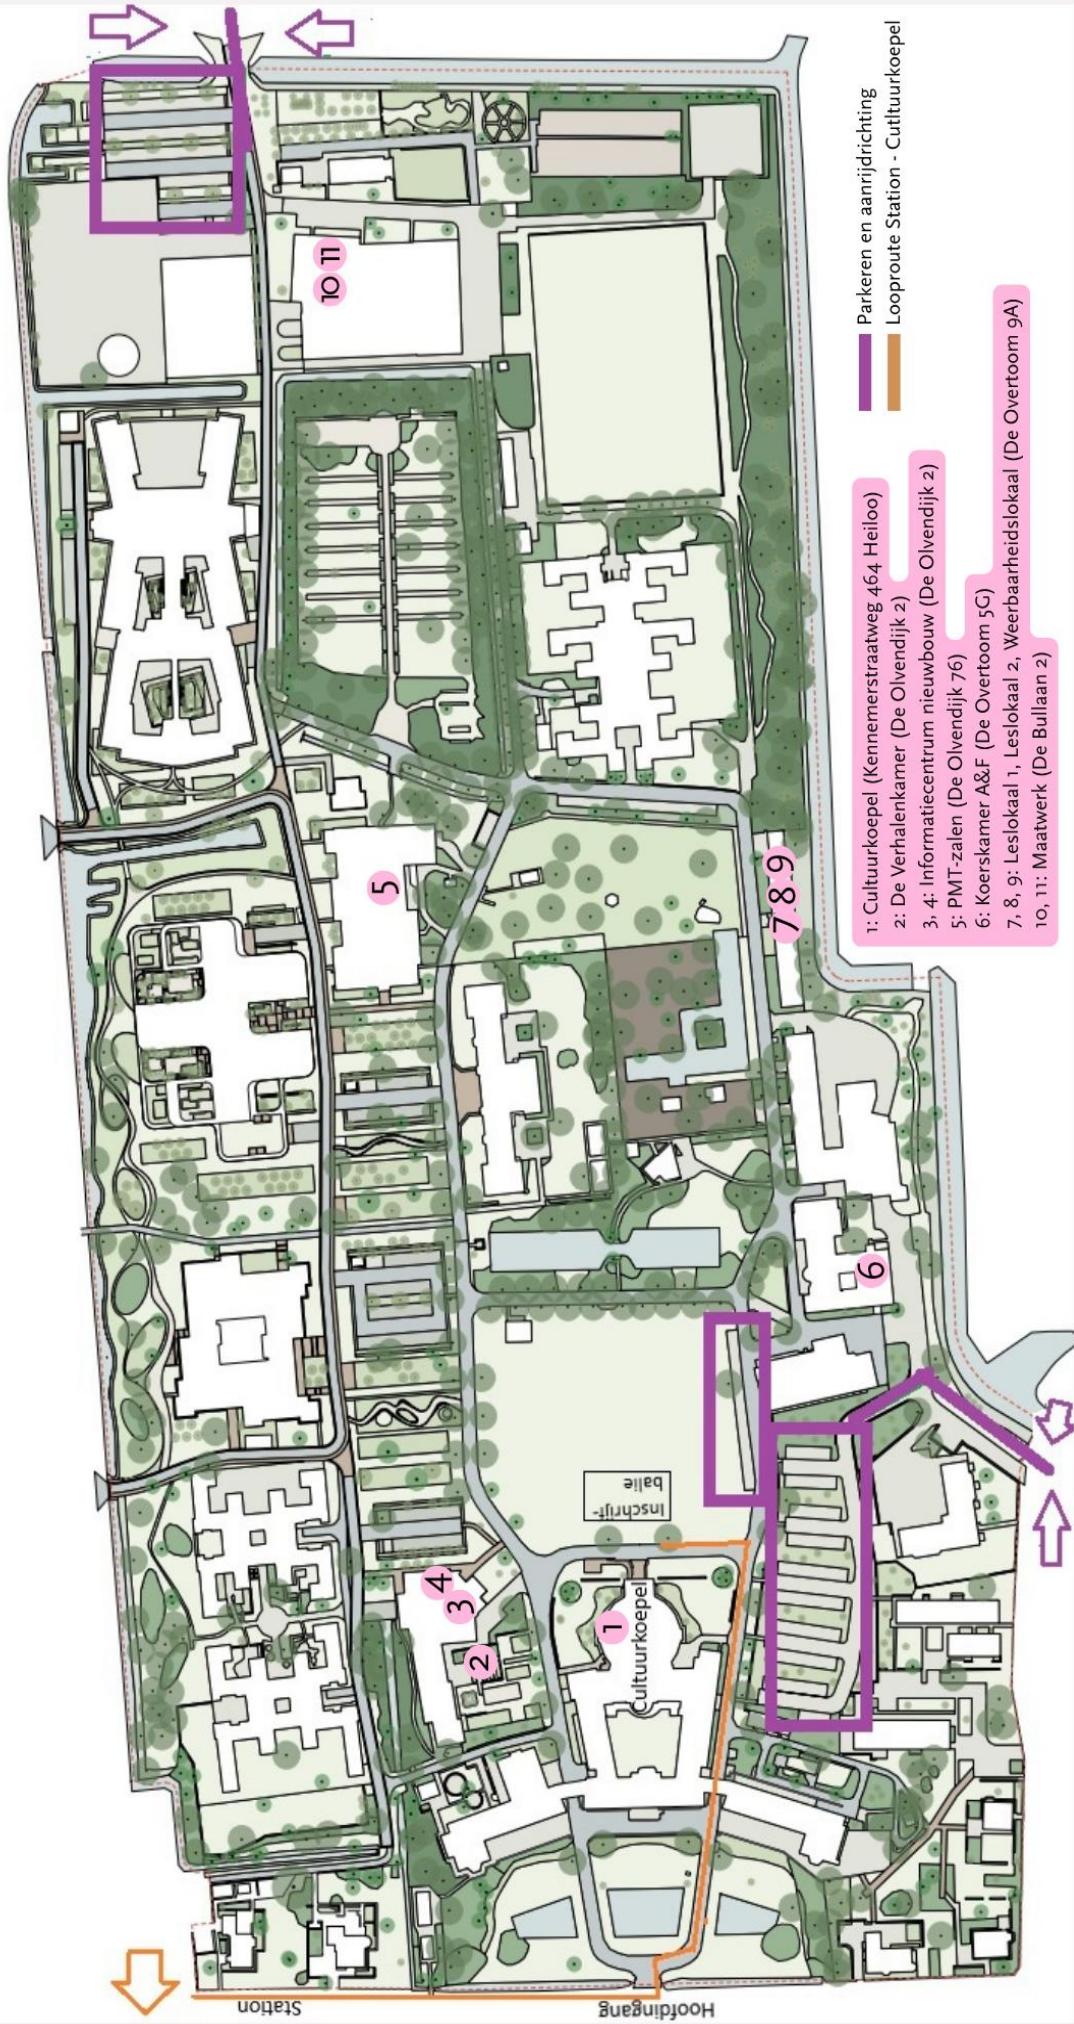 Parkeren en aanrijdrichting
Looproute Station - Cutltuurkoepel
1: Cultuurkoepel (Kennemerstraatweg 464 Heiloo)
2: De Verhalenkamer (De Olvendijk 2)
3, 4: Informatiecentrum nieuwbouw (De Olvendijk 2)
5: PMT-zalen (De Olvendijk 76)
6: Koerskamer A&F (De Overtoom 5G)
7, 8, 9: Leslokaal 1, Leslokaal 2, Weerbaarheidslokaal (De Overtoom 9A)
10, 11: Maatwerk (De Bullaan 2)
10 11
5
7 8 9
6
4
3
2
1
Cultuurkoepel
Inschrijf-
balie
Station
Hoofdingang